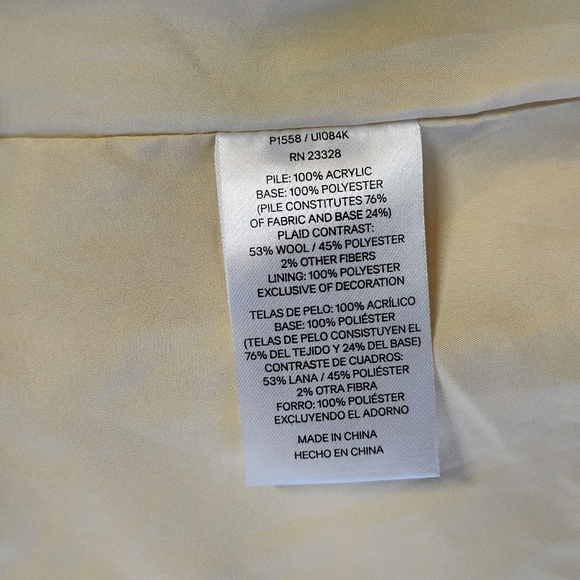 P1558 / UI084K
RN 23328
PILE: 100% ACRYLIC
BASE: 100% POLYESTER
(PILE CONSTITUTES 76%
OF FABRIC AND BASE 24%)
PLAID CONTRAST:
53% WOOL / 45% POLYESTER
2% OTHER FIBERS
LINING: 100% POLYESTER
EXCLUSIVE OF DECORATION
TELAS DE PELO: 100% ACRÍLICO
BASE: 100% POLIÉSTER
(TELAS DE PELO CONSISTUYEN EL
76% DEL TEJIDO Y 24% DEL BASE)
CONTRASTE DE CUADROS:
53% LANA / 45% POLIÉSTER
2% OTRA FIBRA
FORRO: 100% POLIÉSTER
EXCLUYENDO EL ADORNO
MADE IN CHINA
HECHO EN CHINA